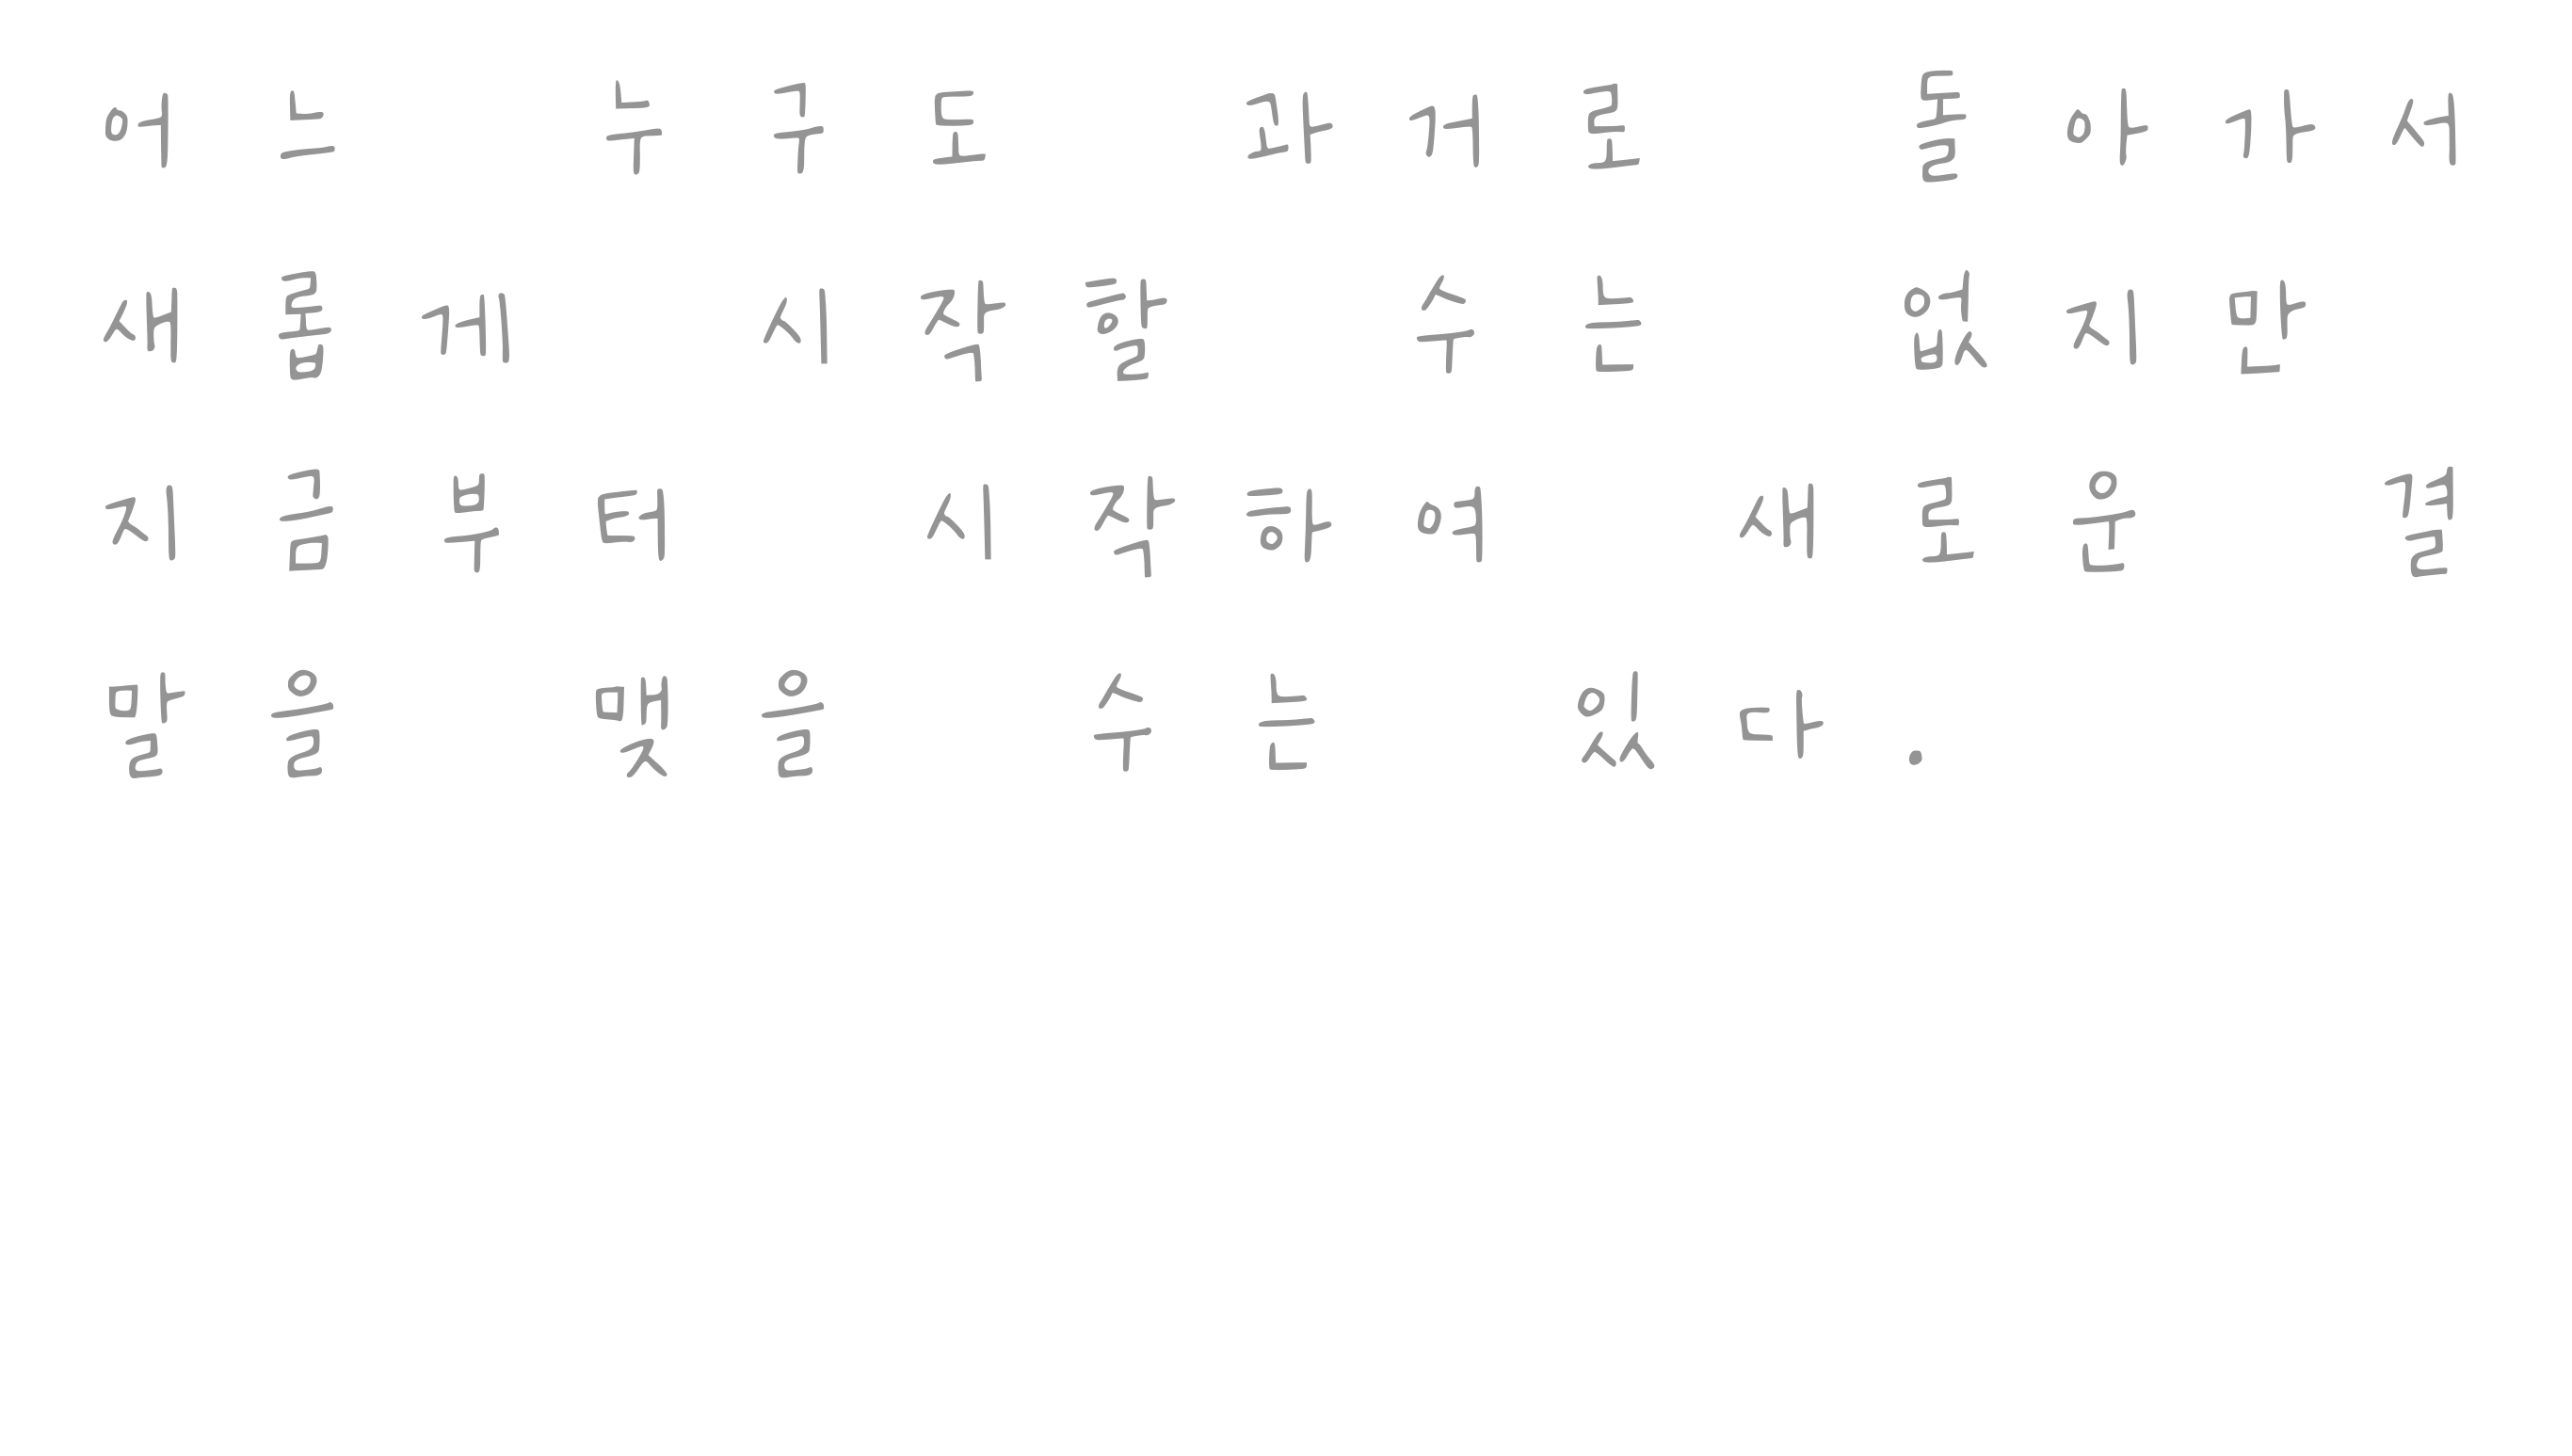 어느 누구도 과거로 돌아가서
새롭게 시작할 수는 없지만
지금부터 시작하여 새로운 결
말을 맺을 수는 있다.